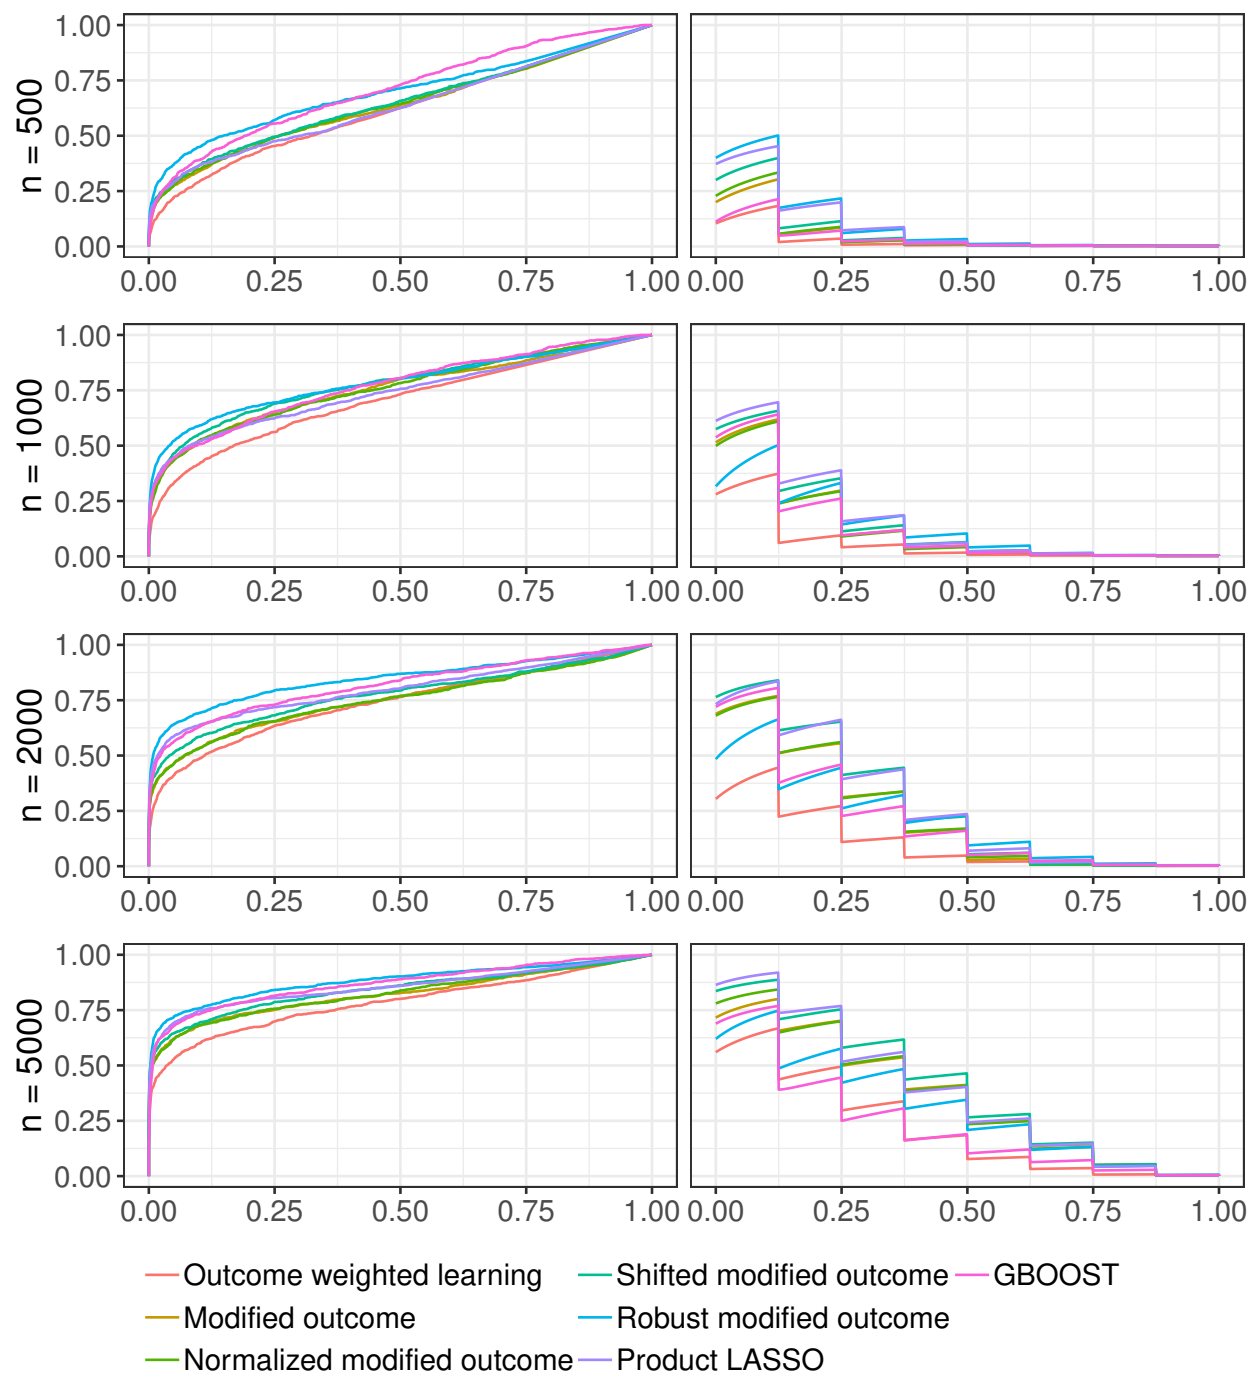 n = 500
1.00
0.75
0.50
0.25
0.00
0.00 0.25 0.50 0.75 1.00 0.00 0.25 0.50 0.75 1.00
n = 1000
1.00
0.75
0.50
0.25
0.00
0.00 0.25 0.50 0.75 1.00 0.00 0.25 0.50 0.75 1.00
n = 2000
1.00
0.75
0.50
0.25
0.00
0.00 0.25 0.50 0.75 1.00 0.00 0.25 0.50 0.75 1.00
n = 5000
1.00
0.75
0.50
0.25
0.00
0.00 0.25 0.50 0.75 1.00 0.00 0.25 0.50 0.75 1.00
Outcome weighted learning Shifted modified outcome GBOOST
Modified outcome Robust modified outcome
Normalized modified outcome Product LASSO